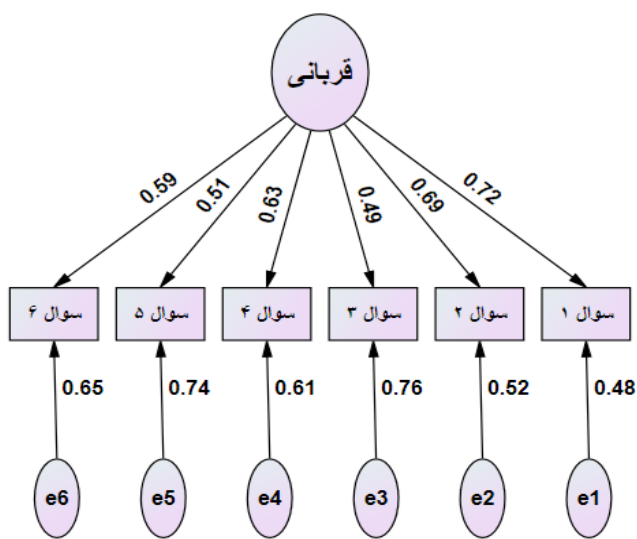 قربانی
0.59
0.51
0.63
0.49
0.69
0.72
سوال ۶
سوال ۵
سوال ۴
سوال ۳
سوال ۲
سوال ۱
0.65
0.74
0.61
0.76
0.52
0.48
e6
e5
e4
e3
e2
e1